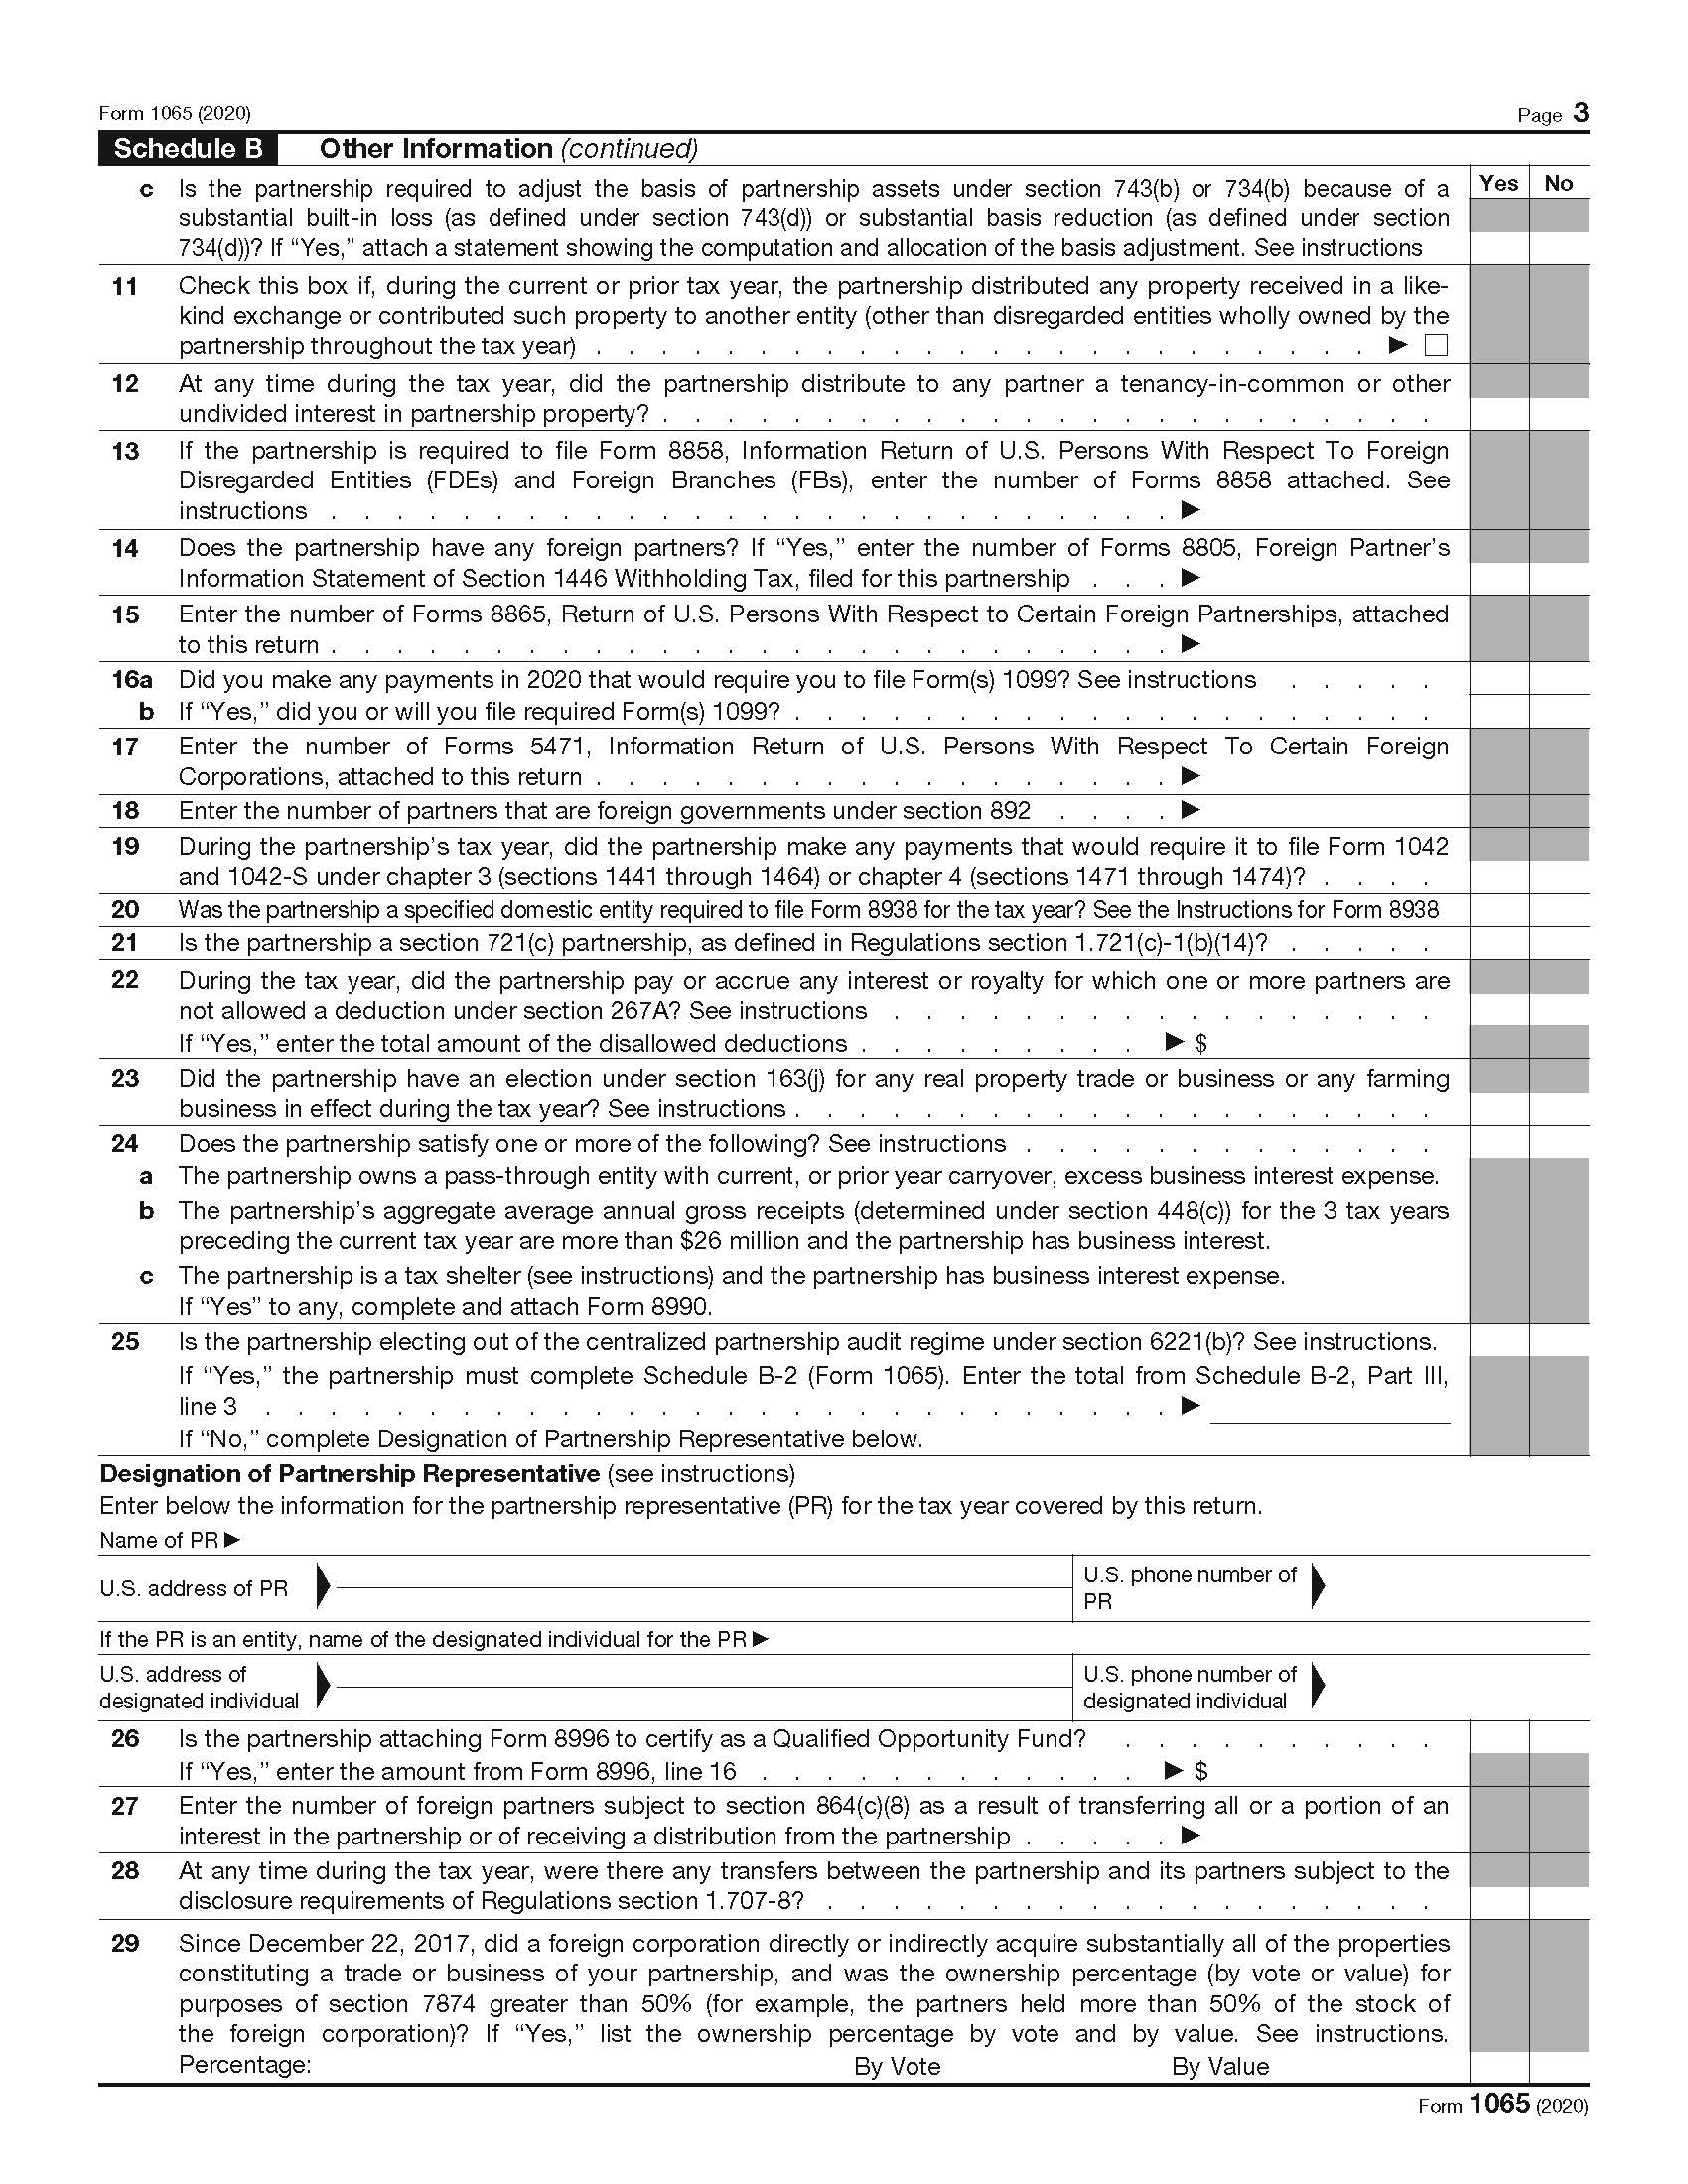 Form 1065 (2020) Page 3
Schedule B Other Information (continued)
Yes No
c Is the partnership required to adjust the basis of partnership assets under section 743(b) or 734(b) because of a
substantial built-in loss (as defined under section 743(d)) or substantial basis reduction (as defined under section
734(d))? If “Yes,” attach a statement showing the computation and allocation of the basis adjustment. See instructions
11 Check this box if, during the current or prior tax year, the partnership distributed any property received in a like-
kind exchange or contributed such property to another entity (other than disregarded entities wholly owned by the
partnership throughout the tax year) . . . . . . . . . . . . . . . . . . . . . . . . ▶ ☐
12 At any time during the tax year, did the partnership distribute to any partner a tenancy-in-common or other
undivided interest in partnership property? . . . . . . . . . . . . . . . . . . . . . . . .
13 If the partnership is required to file Form 8858, Information Return of U.S. Persons With Respect To Foreign
Disregarded Entities (FDEs) and Foreign Branches (FBs), enter the number of Forms 8858 attached. See
instructions . . . . . . . . . . . . . . . . . . . . . . . . . . ▶
14 Does the partnership have any foreign partners? If “Yes,” enter the number of Forms 8805, Foreign Partner’s
Information Statement of Section 1446 Withholding Tax, filed for this partnership . . . ▶
15 Enter the number of Forms 8865, Return of U.S. Persons With Respect to Certain Foreign Partnerships, attached
to this return . . . . . . . . . . . . . . . . . . . . . . . . . . ▶
16a Did you make any payments in 2020 that would require you to file Form(s) 1099? See instructions . . . . .
b If “Yes,” did you or will you file required Form(s) 1099? . . . . . . . . . . . . . . . . . . . .
17 Enter the number of Forms 5471, Information Return of U.S. Persons With Respect To Certain Foreign
Corporations, attached to this return . . . . . . . . . . . . . . . . . . ▶
18 Enter the number of partners that are foreign governments under section 892 . . . . ▶
19 During the partnership’s tax year, did the partnership make any payments that would require it to file Form 1042
and 1042-S under chapter 3 (sections 1441 through 1464) or chapter 4 (sections 1471 through 1474)? . . . .
20 Was the partnership a specified domestic entity required to file Form 8938 for the tax year? See the Instructions for Form 8938
21 Is the partnership a section 721(c) partnership, as defined in Regulations section 1.721(c)-1(b)(14)? . . . . .
22 During the tax year, did the partnership pay or accrue any interest or royalty for which one or more partners are
not allowed a deduction under section 267A? See instructions . . . . . . . . . . . . . . . . .
If “Yes,” enter the total amount of the disallowed deductions . . . . . . . . . ▶ $
23 Did the partnership have an election under section 163(j) for any real property trade or business or any farming
business in effect during the tax year? See instructions . . . . . . . . . . . . . . . . . . . .
24 Does the partnership satisfy one or more of the following? See instructions . . . . . . . . . . . . .
a The partnership owns a pass-through entity with current, or prior year carryover, excess business interest expense.
b The partnership’s aggregate average annual gross receipts (determined under section 448(c)) for the 3 tax years
preceding the current tax year are more than $26 million and the partnership has business interest.
c The partnership is a tax shelter (see instructions) and the partnership has business interest expense.
If “Yes” to any, complete and attach Form 8990.
25 Is the partnership electing out of the centralized partnership audit regime under section 6221(b)? See instructions.
If “Yes,” the partnership must complete Schedule B-2 (Form 1065). Enter the total from Schedule B-2, Part III,
line 3 . . . . . . . . . . . . . . . . . . . . . . . . . . . . ▶
If “No,” complete Designation of Partnership Representative below.
Designation of Partnership Representative (see instructions)
Enter below the information for the partnership representative (PR) for the tax year covered by this return.
Name of PR ▶
U.S. address of PR ▶
U.S. phone number of
PR ▶
If the PR is an entity, name of the designated individual for the PR ▶
U.S. address of
designated individual ▶
U.S. phone number of
designated individual ▶
26 Is the partnership attaching Form 8996 to certify as a Qualified Opportunity Fund? . . . . . . . . . .
If “Yes,” enter the amount from Form 8996, line 16 . . . . . . . . . . . . ▶ $
27 Enter the number of foreign partners subject to section 864(c)(8) as a result of transferring all or a portion of an
interest in the partnership or of receiving a distribution from the partnership . . . . . ▶
28 At any time during the tax year, were there any transfers between the partnership and its partners subject to the
disclosure requirements of Regulations section 1.707-8? . . . . . . . . . . . . . . . . . . .
29 Since December 22, 2017, did a foreign corporation directly or indirectly acquire substantially all of the properties
constituting a trade or business of your partnership, and was the ownership percentage (by vote or value) for
purposes of section 7874 greater than 50% (for example, the partners held more than 50% of the stock of
the foreign corporation)? If “Yes,” list the ownership percentage by vote and by value. See instructions.
Percentage: By Vote By Value
Form 1065 (2020)